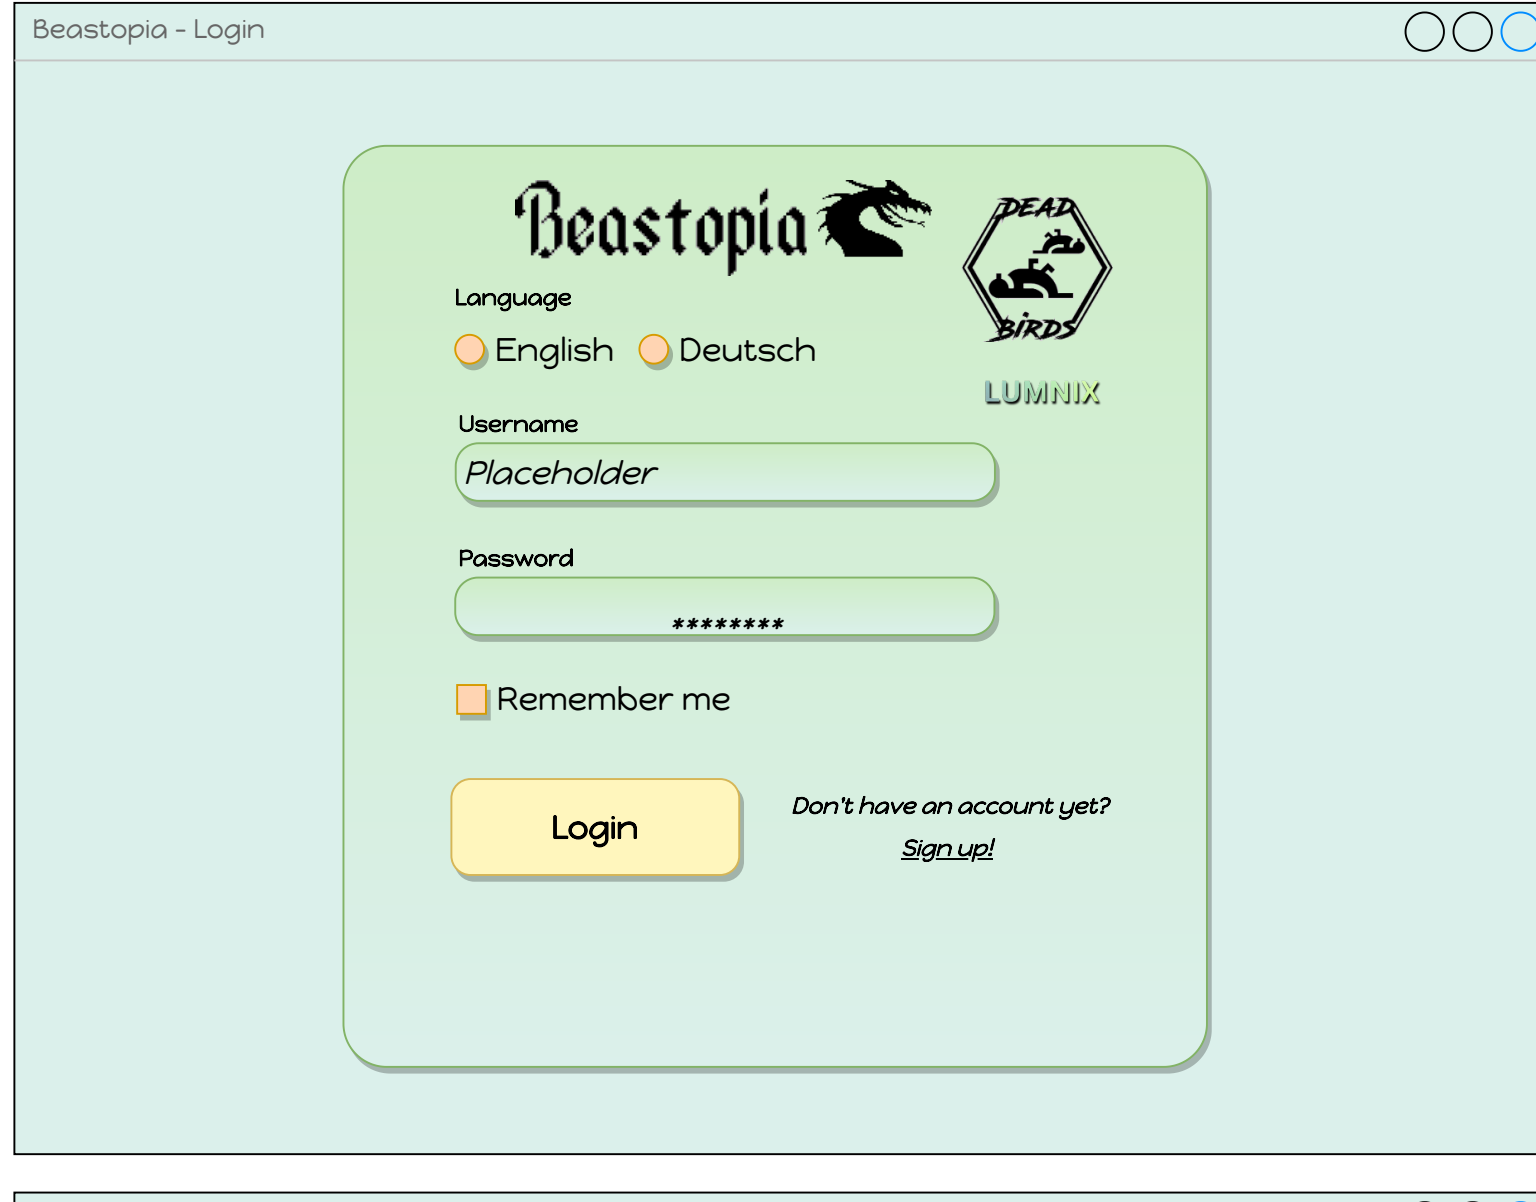 Beastopia - Login
Beastopia
DEAD
BIRDS
Language
English Deutsch
LUMNIX
Username
Placeholder
Password
********
Remember me
Login
Don't have an account yet?
Sign up!